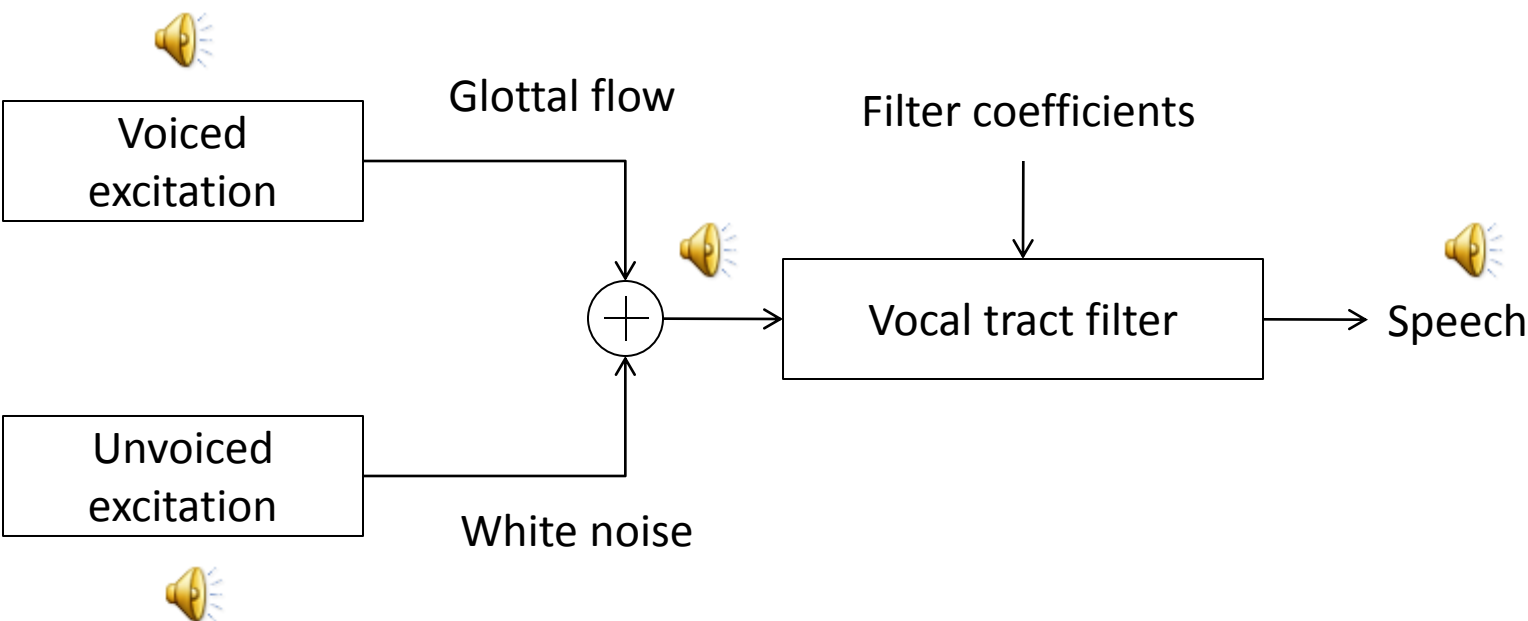 Voiced
excitation
Glottal flow
Filter coefficients
Vocal tract filter
Speech
Unvoiced
excitation
White noise